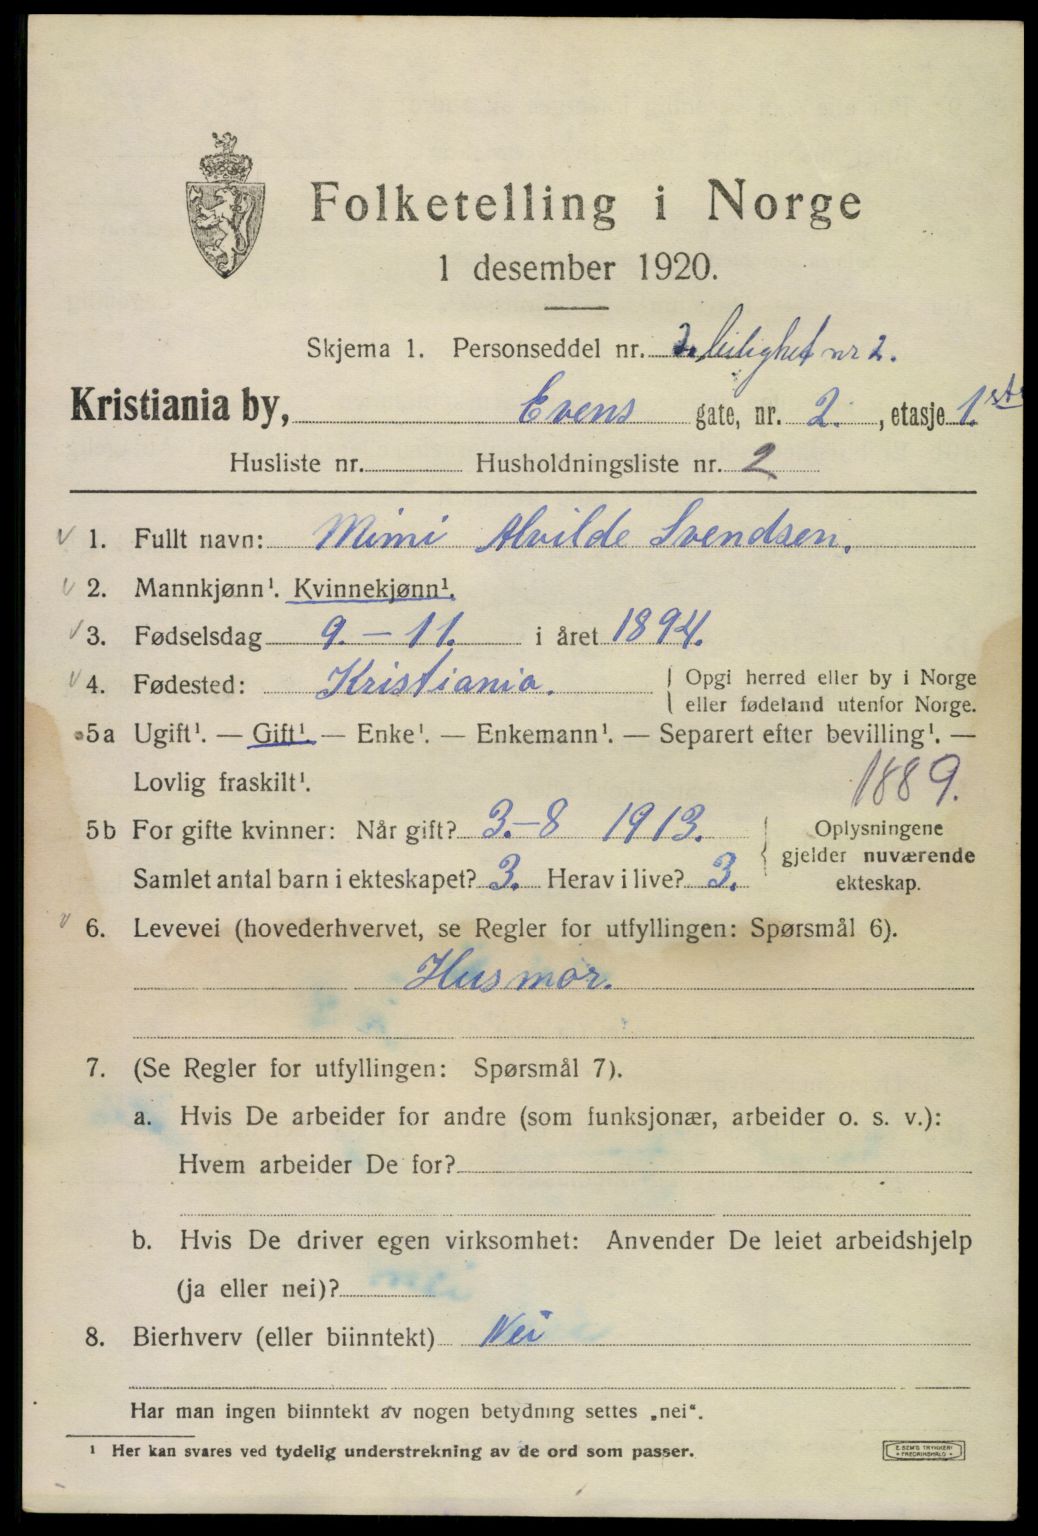 Folketelling i Norge
1 desember 1920.
Skjema 1. Personseddel nr. 2. leilighet nr 2.
Kristiania by, Evens gate, nr. 2. , etasje 1. ste
Husliste nr. Husholdningsliste nr. 2
1. Fullt navn: Mimi Alvilde Svendsen.
2. Mannkjønn¹. Kvinnekjønn¹.
3. Fødselsdag 9. – 11. i året 1894.
4. Fødested: Kristiania. Opgi herred eller by i Norge
eller fødeland utenfor Norge.
5a Ugift¹. — Gift¹. — Enke¹. — Enkemann¹. — Separert efter bevilling¹. —
Lovlig fraskilt¹. 1889.
5b For gifte kvinner: Når gift? 3.–8 1913. Oplysningene
gjelder nuværende
Samlet antal barn i ekteskapet? 3. Herav i live? 3. ekteskap.
6. Levevei (hovederhvervet, se Regler for utfyllingen: Spørsmål 6).
Husmor.
7. (Se Regler for utfyllingen: Spørsmål 7).
a. Hvis De arbeider for andre (som funksjonær, arbeider o. s. v.):
Hvem arbeider De for?
b. Hvis De driver egen virksomhet: Anvender De leiet arbeidshjelp
(ja eller nei)? nei
8. Bierhverv (eller biinntekt) Nei
Har man ingen biinntekt av nogen betydning settes „nei“.
¹ Her kan svares ved tydelig understrekning av de ord som passer.
E. SEM'S TRYKKERI
FREDRIKSHALD